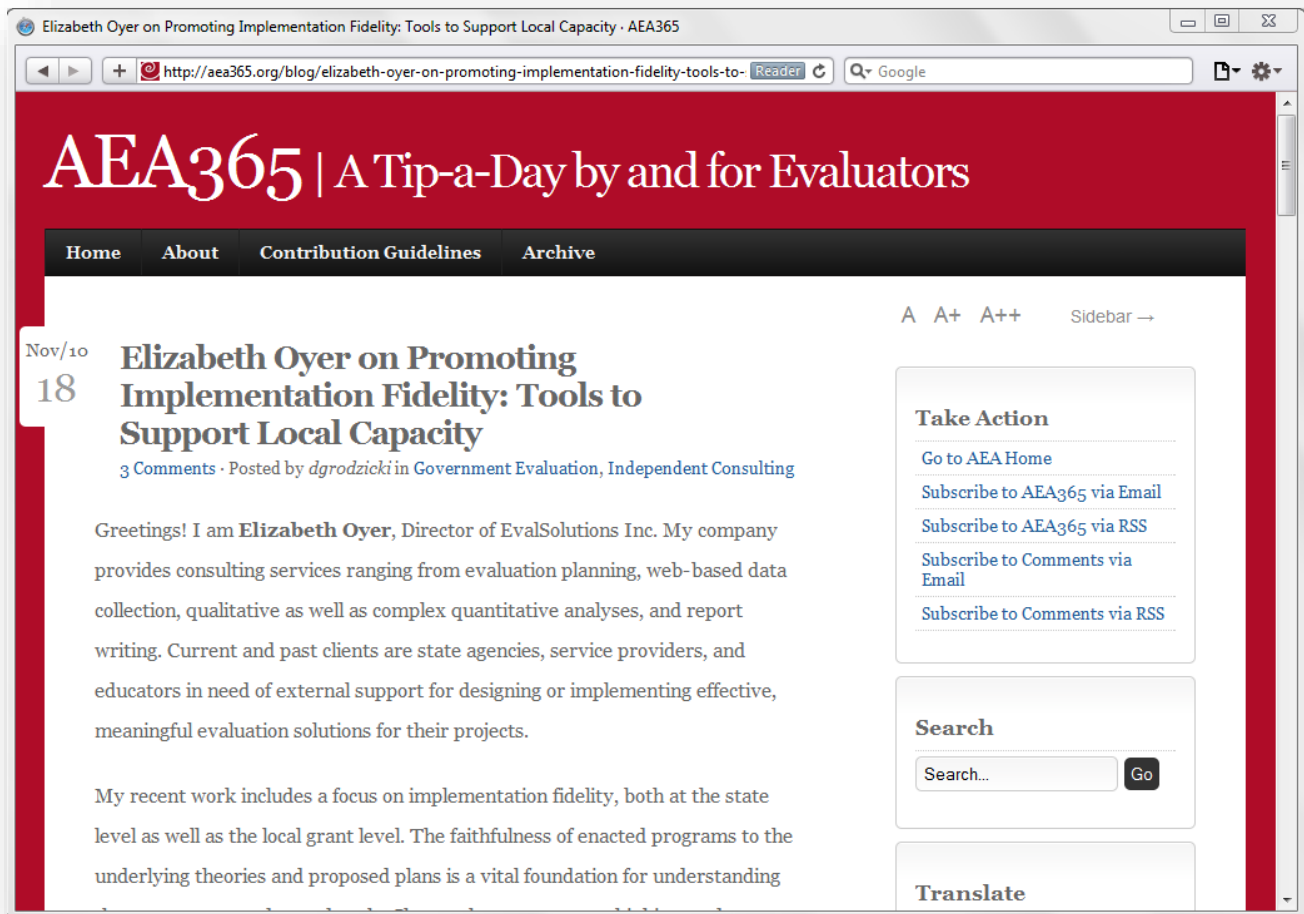 Elizabeth Oyer on Promoting Implementation Fidelity: Tools to Support Local Capacity · AEA365
http://aea365.org/blog/elizabeth-oyer-on-promoting-implementation-fidelity-tools-to- Reader
Google
AEA365 | A Tip-a-Day by and for Evaluators
Home About Contribution Guidelines Archive
A A+ A++ Sidebar →
Nov/10
18
Elizabeth Oyer on Promoting
Implementation Fidelity: Tools to
Support Local Capacity
3 Comments · Posted by dgrodzicki in Government Evaluation, Independent Consulting
Greetings! I am Elizabeth Oyer, Director of EvalSolutions Inc. My company
provides consulting services ranging from evaluation planning, web-based data
collection, qualitative as well as complex quantitative analyses, and report
writing. Current and past clients are state agencies, service providers, and
educators in need of external support for designing or implementing effective,
meaningful evaluation solutions for their projects.
My recent work includes a focus on implementation fidelity, both at the state
level as well as the local grant level. The faithfulness of enacted programs to the
underlying theories and proposed plans is a vital foundation for understanding
Take Action
Go to AEA Home
Subscribe to AEA365 via Email
Subscribe to AEA365 via RSS
Subscribe to Comments via
Email
Subscribe to Comments via RSS
Search
Search... Go
Translate